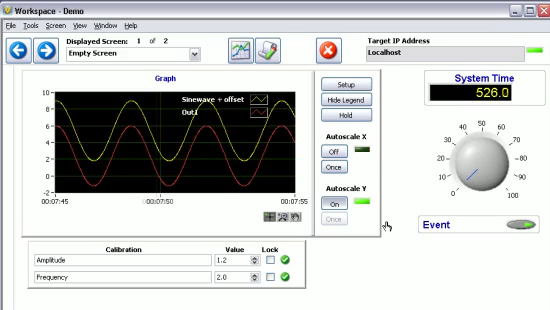 Workspace - Demo
File Tools Screen View Window Help
Displayed Screen: 1 of 2
Empty Screen
Target IP Address
Localhost
Graph
Sinewave + offset
Out1
10
8
6
4
2
0
-2
00:07:45
00:07:50
00:07:55
Setup
Hide Legend
Hold
Autoscale X
Off
Once
Autoscale Y
On
Once
System Time
526.0
0
10
20
30
40
50
60
70
80
90
100
Event
Calibration Value Lock
Amplitude 1.2
Frequency 2.0